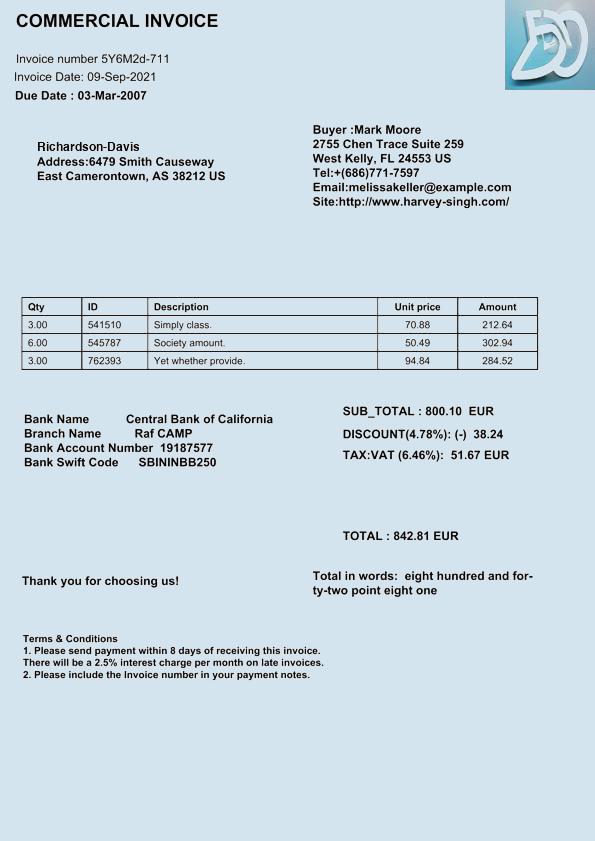 COMMERCIAL INVOICE
Invoice number 5Y6M2d-711
Invoice Date: 09-Sep-2021
Due Date : 03-Mar-2007
Richardson-Davis
Address:6479 Smith Causeway
East Camerontown, AS 38212 US
Buyer :Mark Moore
2755 Chen Trace Suite 259
West Kelly, FL 24553 US
Tel:+(686)771-7597
Email:melissakeller@example.com
Site:http://www.harvey-singh.com/
Qty ID Description Unit price Amount
3.00 541510 Simply class. 70.88 212.64
6.00 545787 Society amount. 50.49 302.94
3.00 762393 Yet whether provide. 94.84 284.52
Bank Name Central Bank of California
Branch Name Raf CAMP
Bank Account Number 19187577
Bank Swift Code SBININBB250
SUB_TOTAL : 800.10 EUR
DISCOUNT(4.78%): (-) 38.24
TAX:VAT (6.46%): 51.67 EUR
TOTAL : 842.81 EUR
Thank you for choosing us!
Total in words: eight hundred and for-
ty-two point eight one
Terms & Conditions
1. Please send payment within 8 days of receiving this invoice.
There will be a 2.5% interest charge per month on late invoices.
2. Please include the Invoice number in your payment notes.